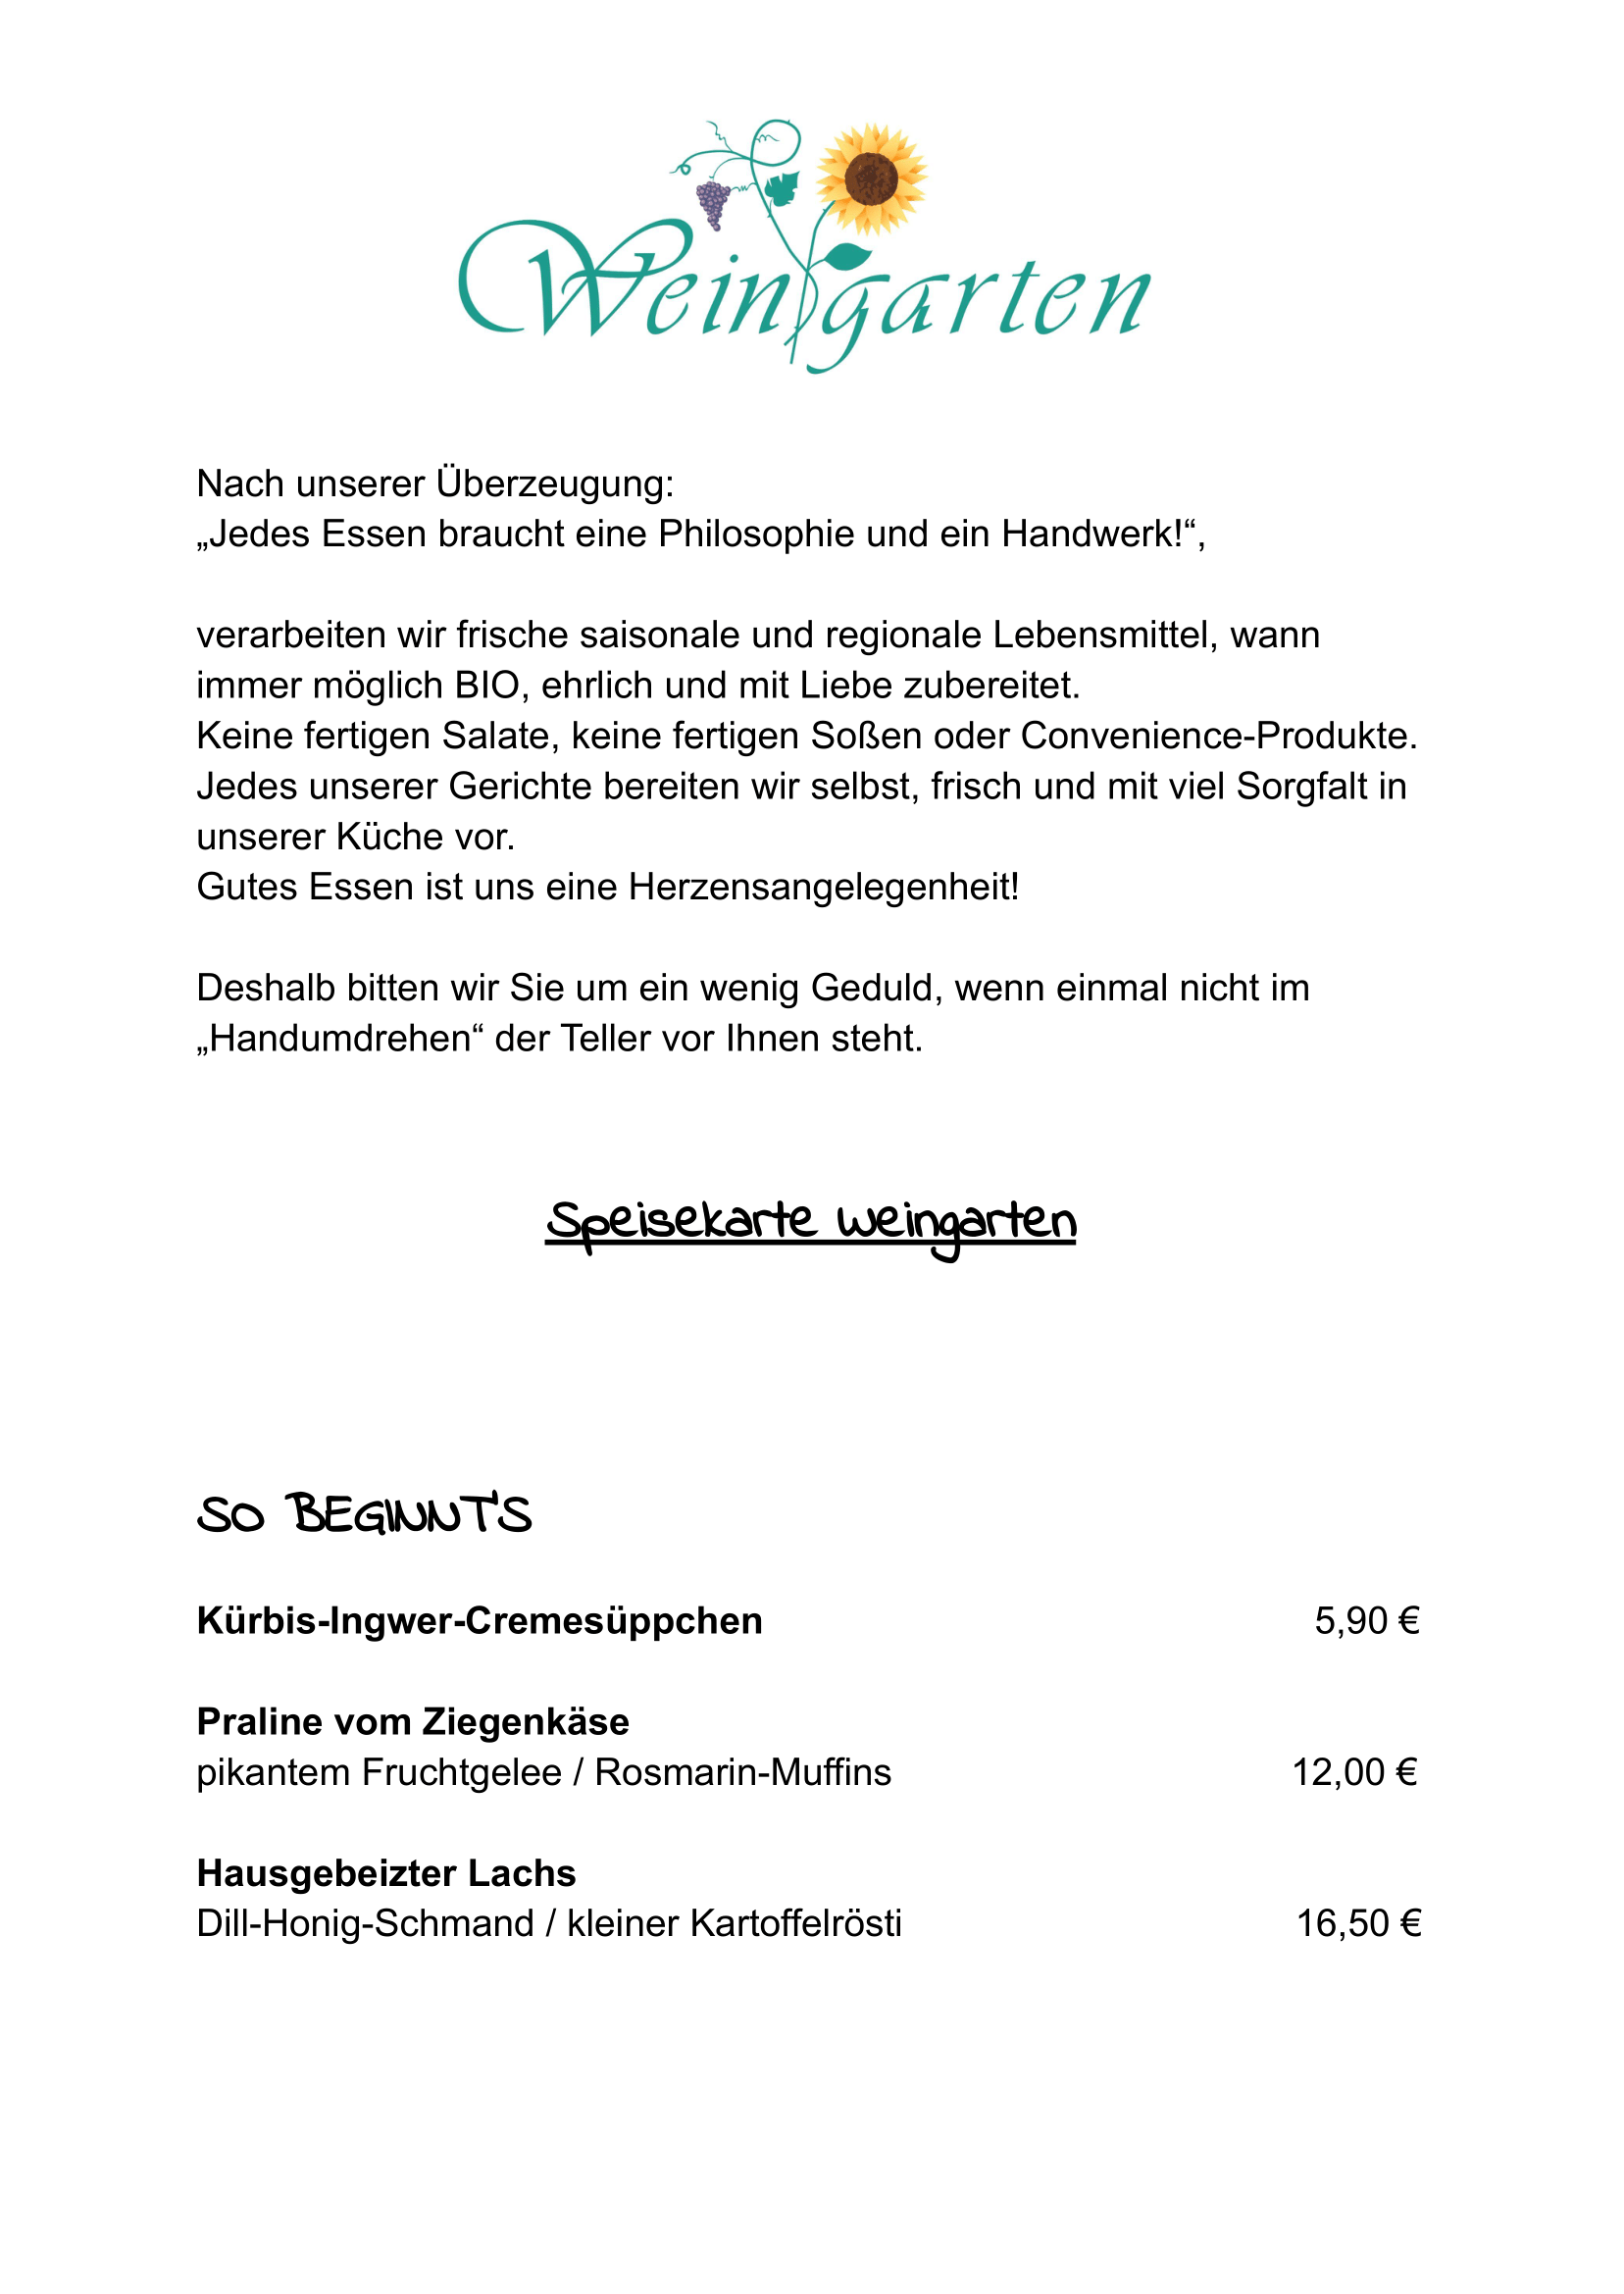 Weingarten
Nach unserer Überzeugung:
„Jedes Essen braucht eine Philosophie und ein Handwerk!“,
verarbeiten wir frische saisonale und regionale Lebensmittel, wann
immer möglich BIO, ehrlich und mit Liebe zubereitet.
Keine fertigen Salate, keine fertigen Soßen oder Convenience-Produkte.
Jedes unserer Gerichte bereiten wir selbst, frisch und mit viel Sorgfalt in
unserer Küche vor.
Gutes Essen ist uns eine Herzensangelegenheit!
Deshalb bitten wir Sie um ein wenig Geduld, wenn einmal nicht im
„Handumdrehen“ der Teller vor Ihnen steht.
Speisekarte Weingarten
SO BEGINNT'S
Kürbis-Ingwer-Cremesüppchen 5,90 €
Praline vom Ziegenkäse
pikantem Fruchtgelee / Rosmarin-Muffins 12,00 €
Hausgebeizter Lachs
Dill-Honig-Schmand / kleiner Kartoffelrösti 16,50 €